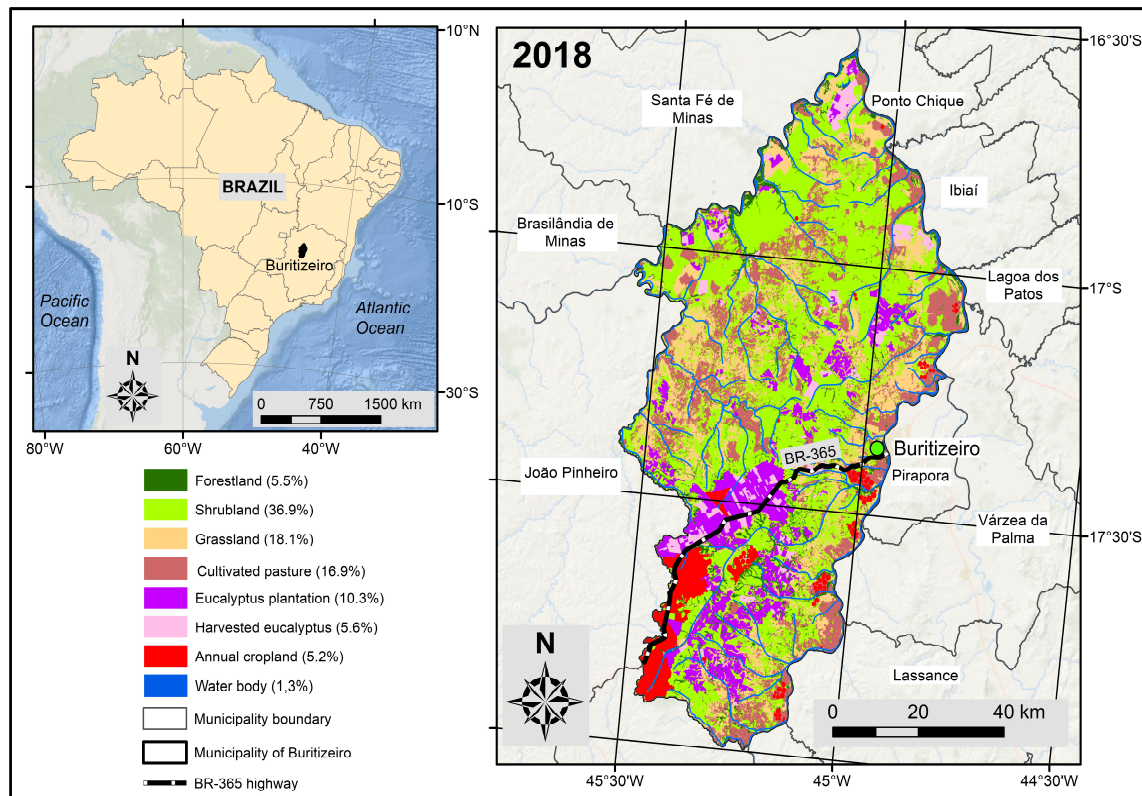 10°N
10°S
30°S
80°W
60°W
40°W
BRAZIL
Buritizeiro
Pacific
Ocean
Atlantic
Ocean
N
0 750 1500 km
Forestland (5.5%)
Shrubland (36.9%)
Grassland (18.1%)
Cultivated pasture (16.9%)
Eucalyptus plantation (10.3%)
Harvested eucalyptus (5.6%)
Annual cropland (5.2%)
Water body (1,3%)
Municipality boundary
Municipality of Buritizeiro
BR-365 highway
2018
16°30'S
Santa Fé de
Minas
Ponto Chique
Ibiaí
Brasilândia de
Minas
Lagoa dos
Patos
17°S
BR-365
Buritizeiro
João Pinheiro
Pirapora
Várzea da
Palma
17°30'S
N
Lassance
0 20 40 km
45°30'W
45°W
44°30'W